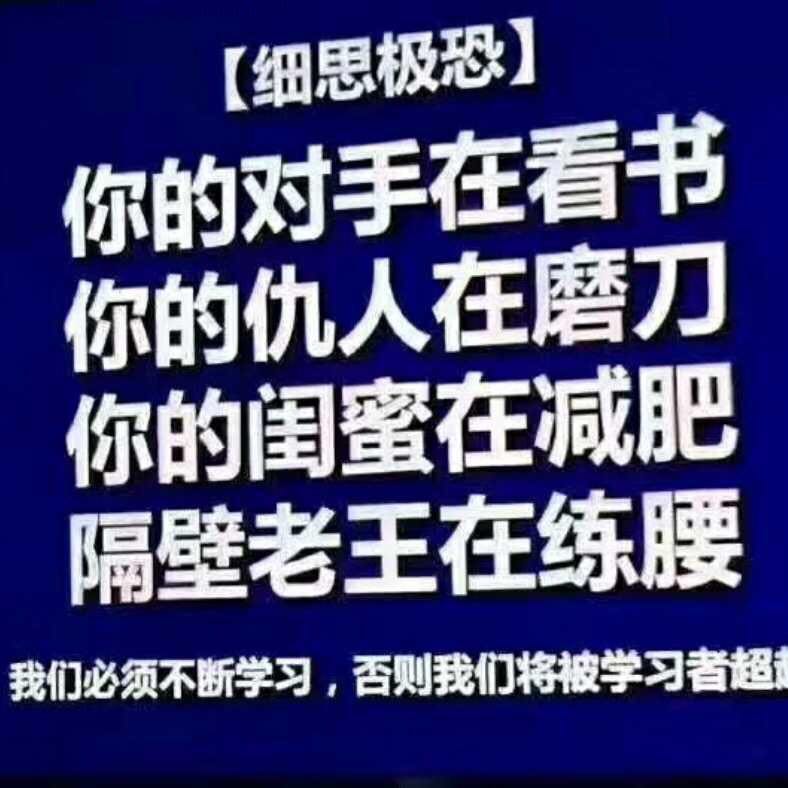 【细思极恐】
你的对手在看书
你的仇人在磨刀
你的闺蜜在减肥
隔壁老王在练腰
我们必须不断学习，否则我们将被学习者超越